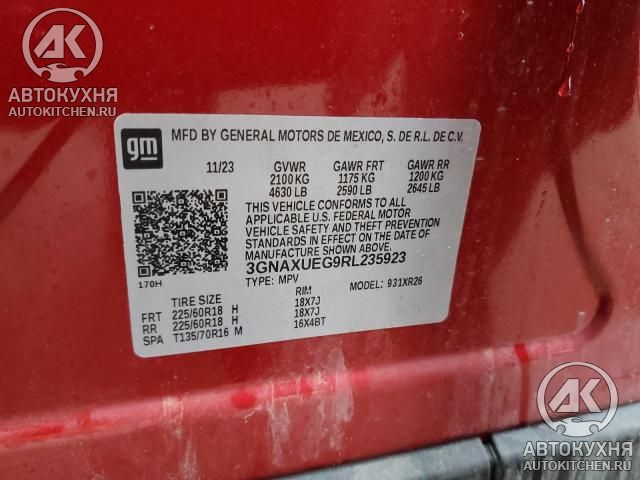 AK
АВТОКУХНЯ
AUTOKITCHEN.RU
gm
MFD BY GENERAL MOTORS DE MEXICO, S. DE R.L. DE C.V.
11/23 GVWR GAWR FRT GAWR RR
2100 KG 1175 KG 1200 KG
4630 LB 2590 LB 2645 LB
THIS VEHICLE CONFORMS TO ALL
APPLICABLE U.S. FEDERAL MOTOR
VEHICLE SAFETY AND THEFT PREVENTION
STANDARDS IN EFFECT ON THE DATE OF
MANUFACTURE SHOWN ABOVE.
3GNAXUEG9RL235923
TYPE: MPV MODEL: 931XR26
170H
TIRE SIZE RIM
FRT 225/60R18 H 18X7J
RR 225/60R18 H 18X7J
SPA T135/70R16 M 16X4BT
AK
АВТОКУХНЯ
AUTOKITCHEN.RU